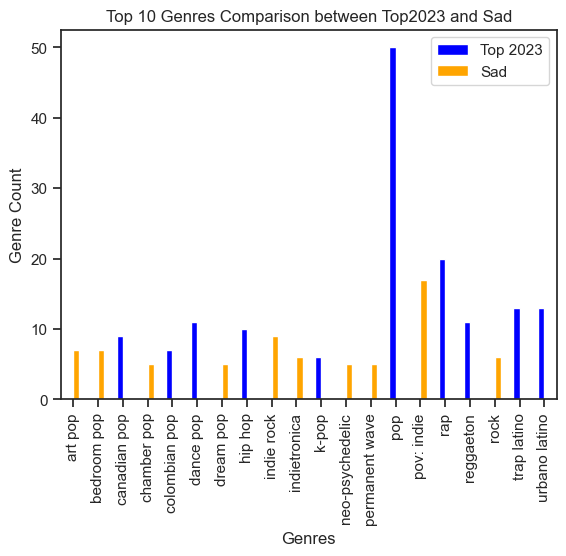 Top 10 Genres Comparison between Top2023 and Sad
Top 2023
Sad
Genre Count
50
40
30
20
10
0
art pop
bedroom pop
canadian pop
chamber pop
colombian pop
dance pop
dream pop
hip hop
indie rock
indietronica
k-pop
neo-psychedelic
permanent wave
pop
pov: indie
rap
reggaeton
rock
trap latino
urbano latino
Genres